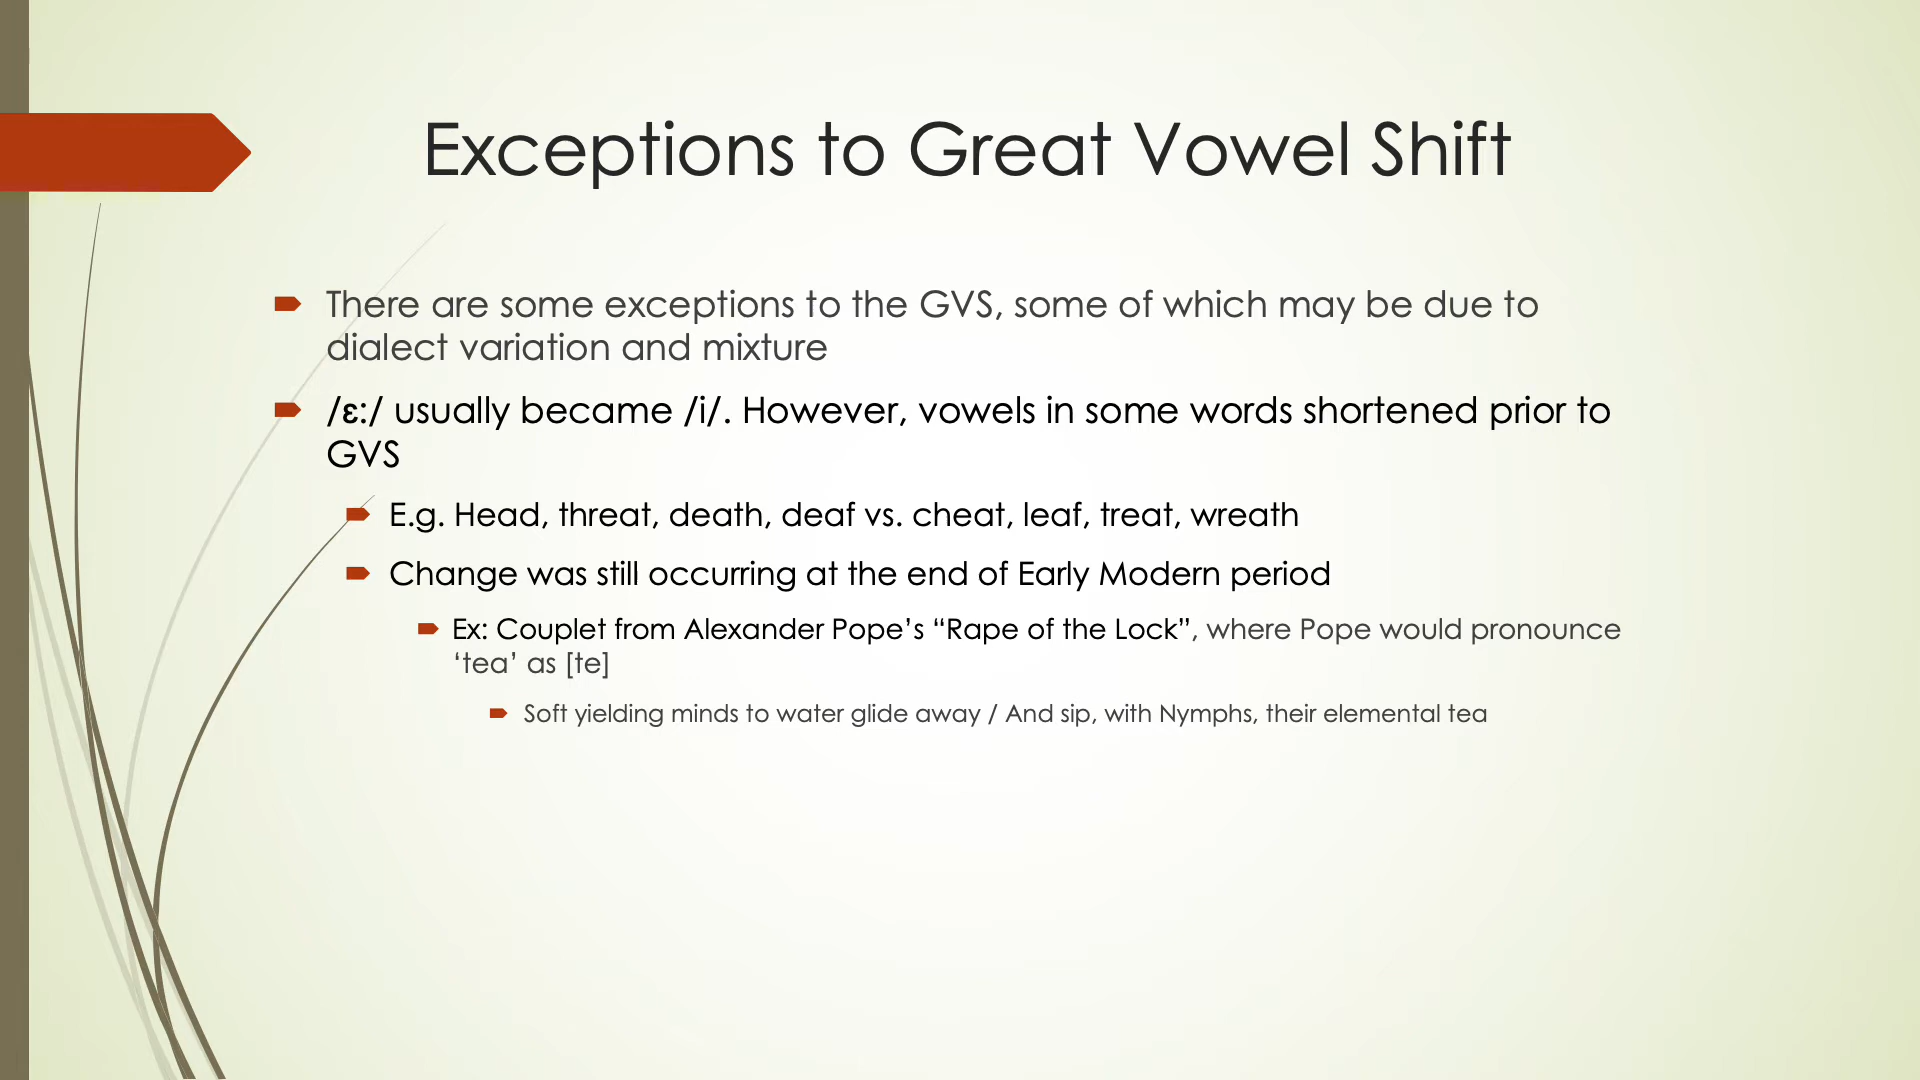 Exceptions to Great Vowel Shift
There are some exceptions to the GVS, some of which may be due to
dialect variation and mixture
/ɛ:/ usually became /i/. However, vowels in some words shortened prior to
GVS
E.g. Head, threat, death, deaf vs. cheat, leaf, treat, wreath
Change was still occurring at the end of Early Modern period
Ex: Couplet from Alexander Pope’s “Rape of the Lock”, where Pope would pronounce
‘tea’ as [te]
Soft yielding minds to water glide away / And sip, with Nymphs, their elemental tea